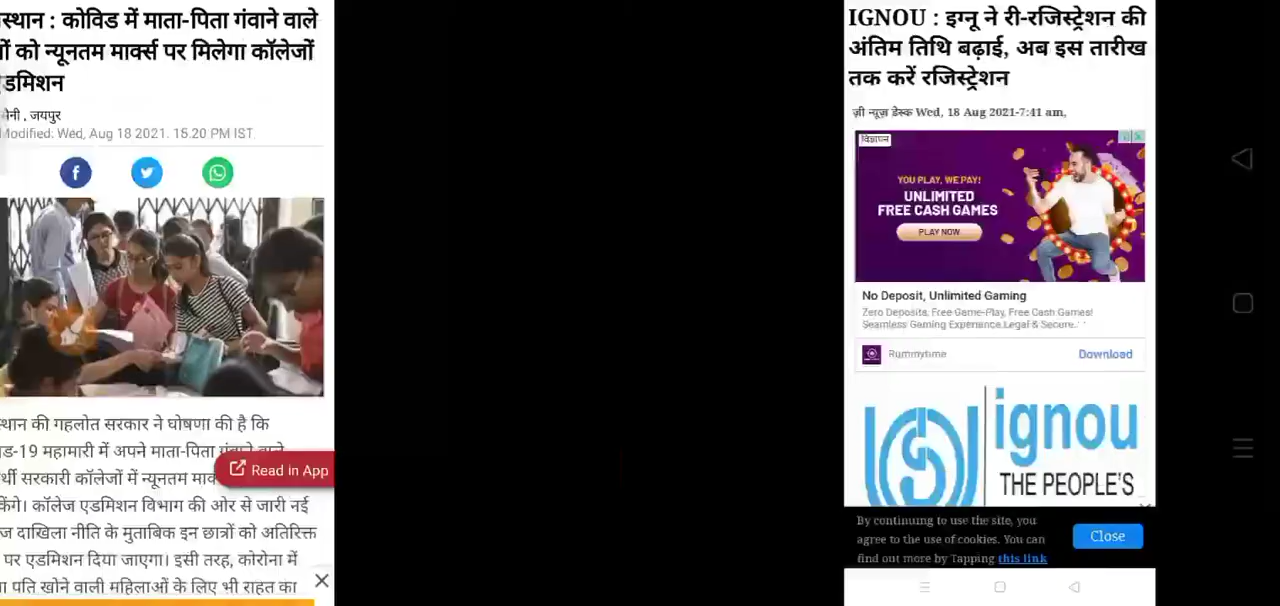 स्थान : कोविड में माता-पिता गंवाने वाले
ों को न्यूनतम मार्क्स पर मिलेगा कॉलेजों
डमिशन
, जयपुर
Modified: Wed, Aug 18 2021. 15.20 PM IST
स्थान की गहलोत सरकार ने घोषणा की है कि
ड-19 महामारी में अपने माता-पिता गंवाने वाले
र्थी सरकारी कॉलेजों में न्यूनतम
Read in App
केंगे। कॉलेज एडमिशन विभाग की ओर से जारी नई
ज दाखिला नीति के मुताबिक इन छात्रों को अतिरिक्त
पर एडमिशन दिया जाएगा। इसी तरह, कोरोना में
पति खोने वाली महिलाओं के लिए भी राहत का
IGNOU : इग्नू ने री-रजिस्ट्रेशन की
अंतिम तिथि बढ़ाई, अब इस तारीख
तक करें रजिस्ट्रेशन
ज़ी न्यूज़ डेस्क Wed, 18 Aug 2021-7:41 am,
विज्ञापन
YOU PLAY, WE PAY!
UNLIMITED
FREE CASH GAMES
PLAY NOW
No Deposit, Unlimited Gaming
Zero Deposits, Free Game-Play, Free Cash Games!
Seamless Gaming Experience,Legal & Secure.
Rummytime
Download
ignou
THE PEOPLE'S
By continuing to use the site, you
agree to the use of cookies. You can
find out more by Tapping this link
Close